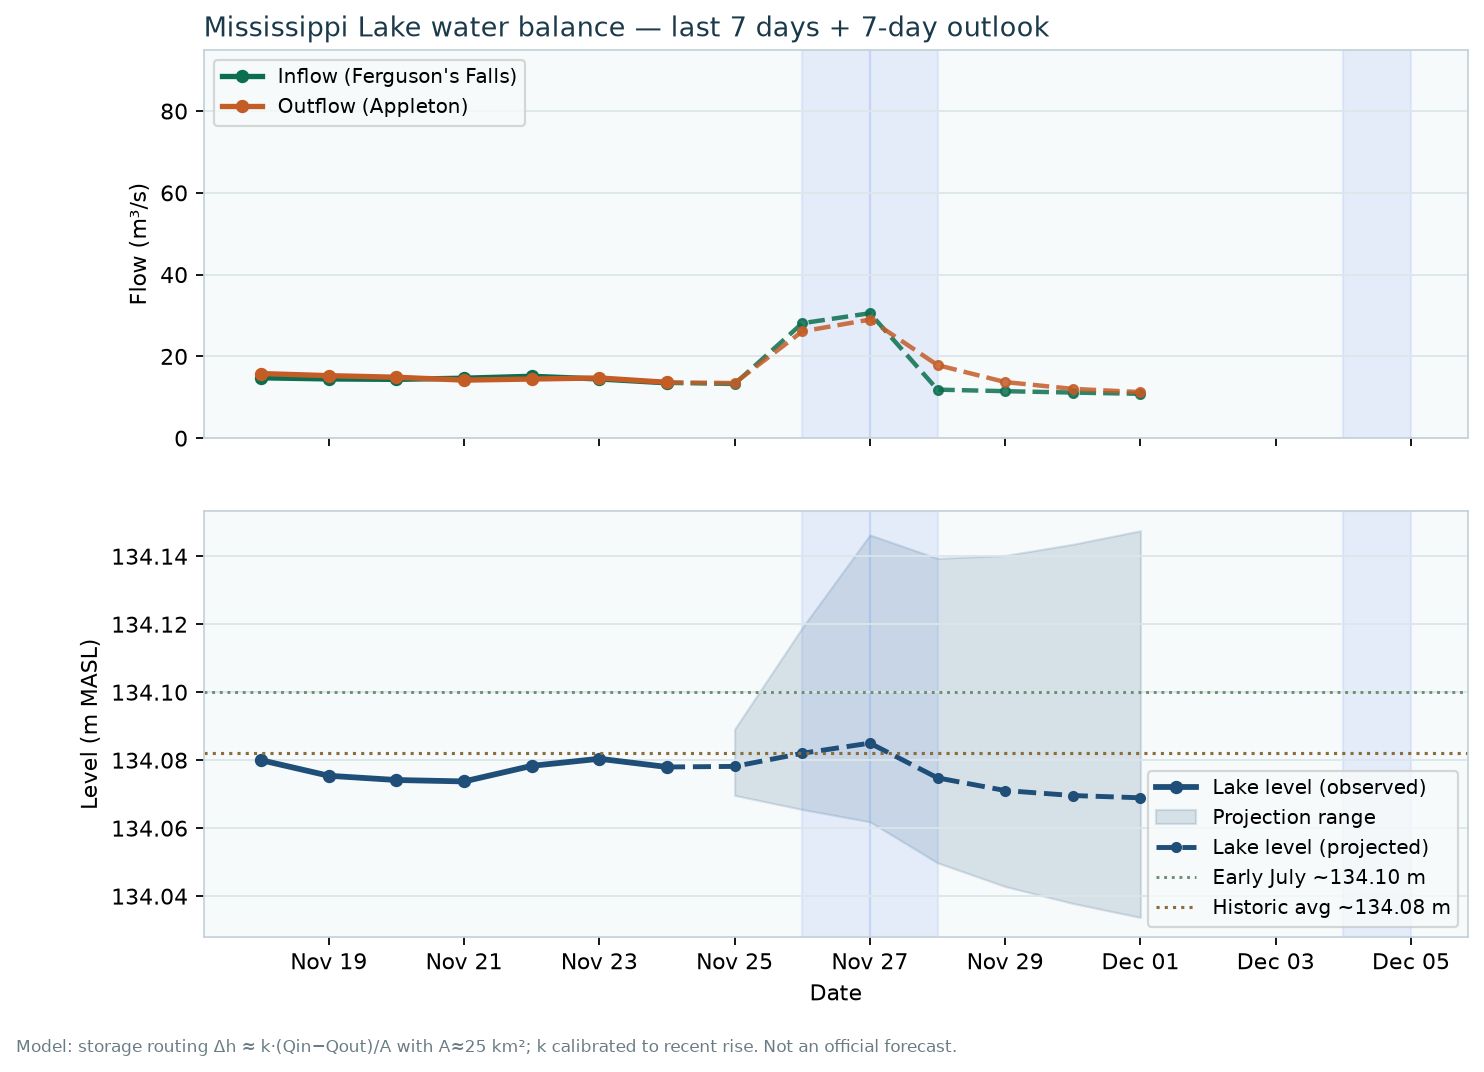 Mississippi Lake water balance — last 7 days + 7-day outlook
Inflow (Ferguson's Falls)
Outflow (Appleton)
Flow (m³/s)
80
60
40
20
0
Level (m MASL)
134.14
134.12
134.10
134.08
134.06
134.04
Lake level (observed)
Projection range
Lake level (projected)
Early July ~134.10 m
Historic avg ~134.08 m
Nov 19 Nov 21 Nov 23 Nov 25 Nov 27 Nov 29 Dec 01 Dec 03 Dec 05
Date
Model: storage routing Δh ≈ k·(Qin−Qout)/A with A≈25 km²; k calibrated to recent rise. Not an official forecast.